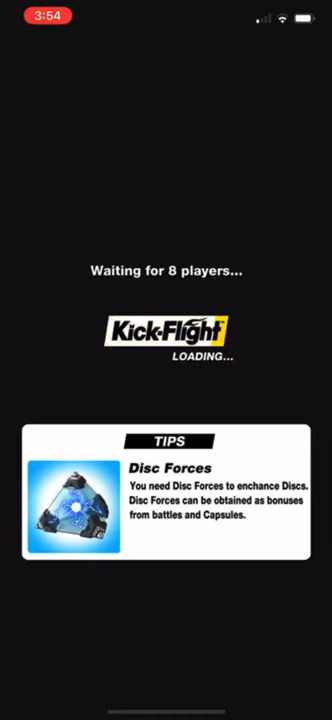 3:54
Waiting for 8 players...
Kick-Flight
LOADING...
TIPS
Disc Forces
You need Disc Forces to enchance Discs.
Disc Forces can be obtained as bonuses
from battles and Capsules.